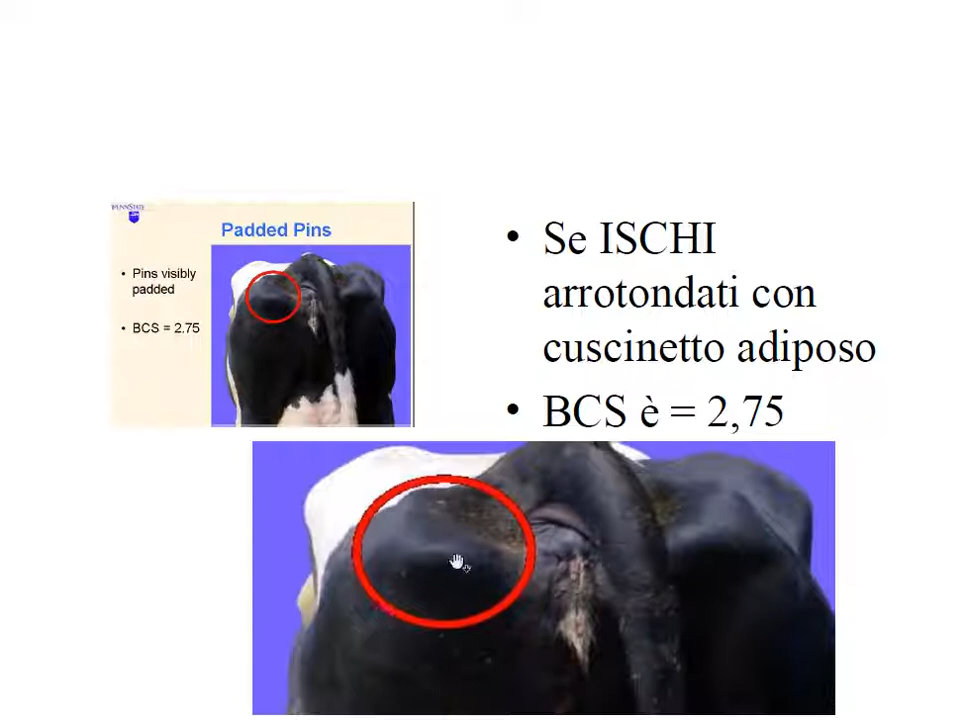 PENNSTATE
Padded Pins
• Pins visibly
padded
• BCS = 2.75
• Se ISCHI
arrotondati con
cuscinetto adiposo
• BCS è = 2,75